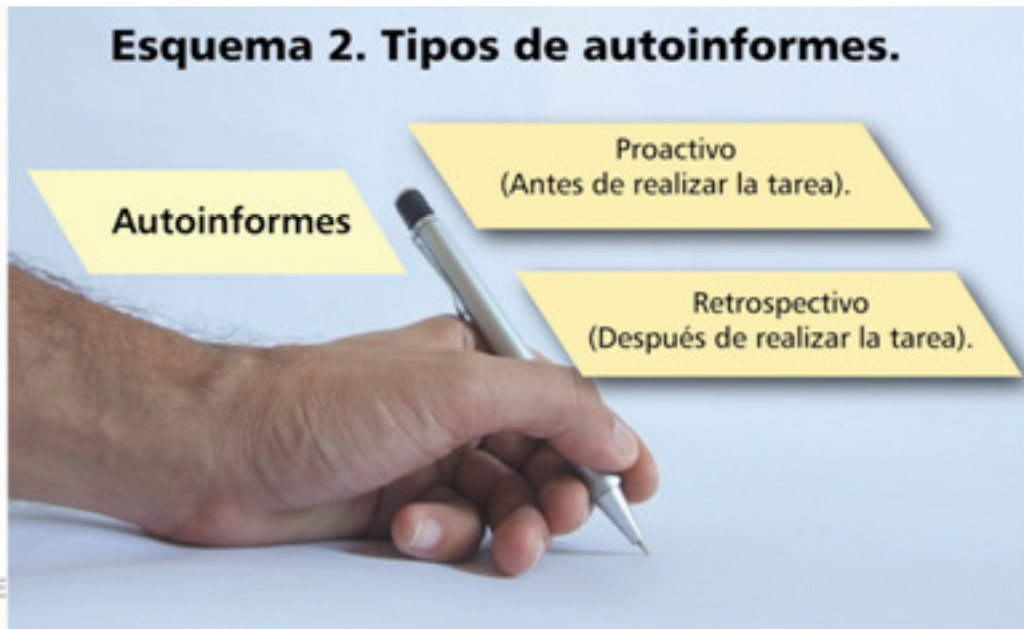 Esquema 2. Tipos de autoinformes.
Autoinformes
Proactivo
(Antes de realizar la tarea).
Retrospectivo
(Después de realizar la tarea).